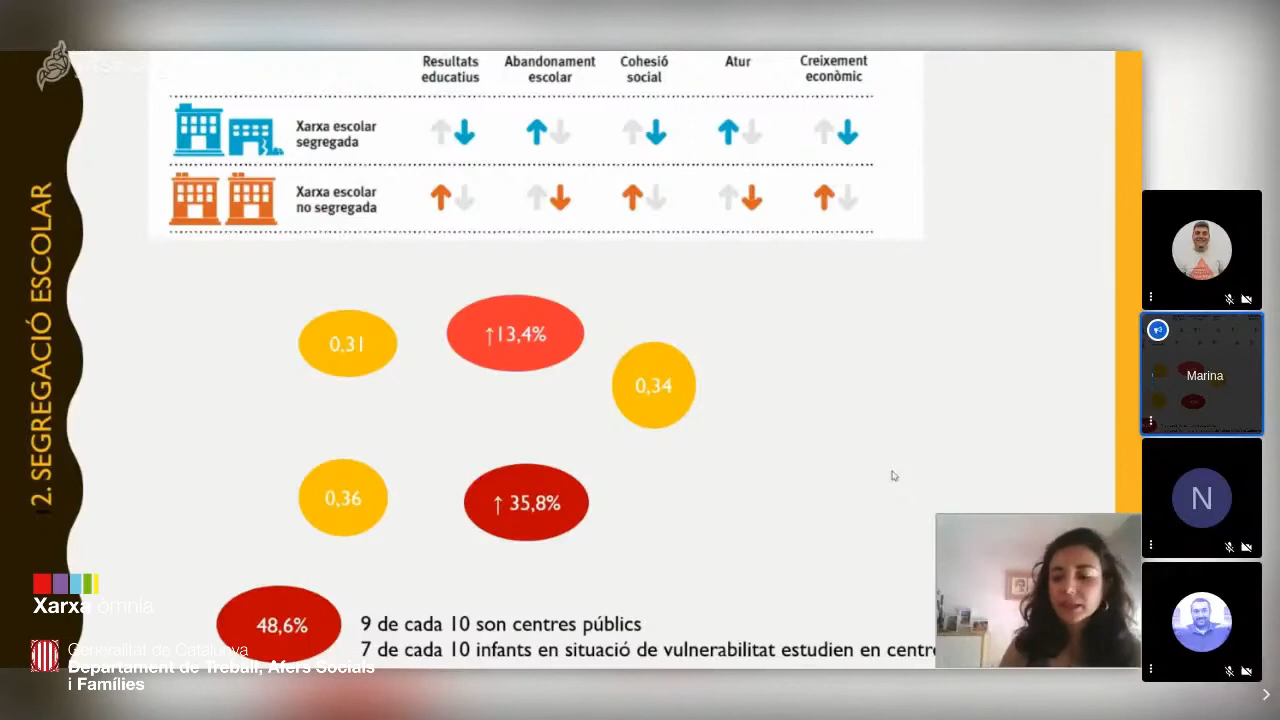 Resultats
educatius
Abandonament
escolar
Cohesió
social
Atur
Creixement
econòmic
Xarxa escolar
segregada
Xarxa escolar
no segregada
2. SEGREGACIÓ ESCOLAR
0,31
↑13,4%
0,34
0,36
↑ 35,8%
48,6%
9 de cada 10 son centres públics
7 de cada 10 infants en situació de vulnerabilitat estudien en centre
Xarxa òmnia
Generalitat de Catalunya
Departament de Treball, Afers Socials
i Famílies
Marina
N